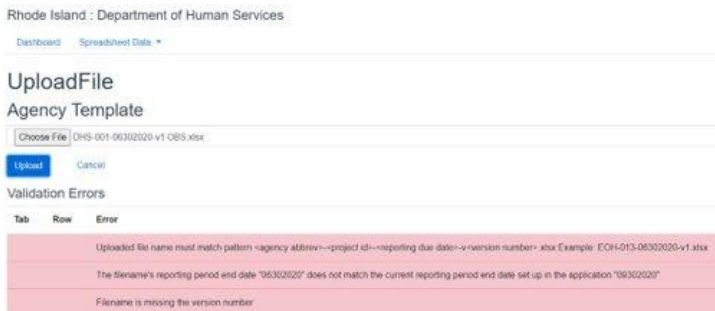 Rhode Island : Department of Human Services
Dashboard Spreadsheet Data
UploadFile
Agency Template
Choose File DHS-001-06302020-v1 OBS.xlsx
Upload Cancel
Validation Errors
Tab Row Error
Uploaded file name must match pattern <agency abbrev>-<project id>-<reporting due date>-v<version number>.xlsx Example: EOH-013-06302020-v1.xlsx
The filename's reporting period end date "06302020" does not match the current reporting period end date set up in the application "09302020"
Filename is missing the version number